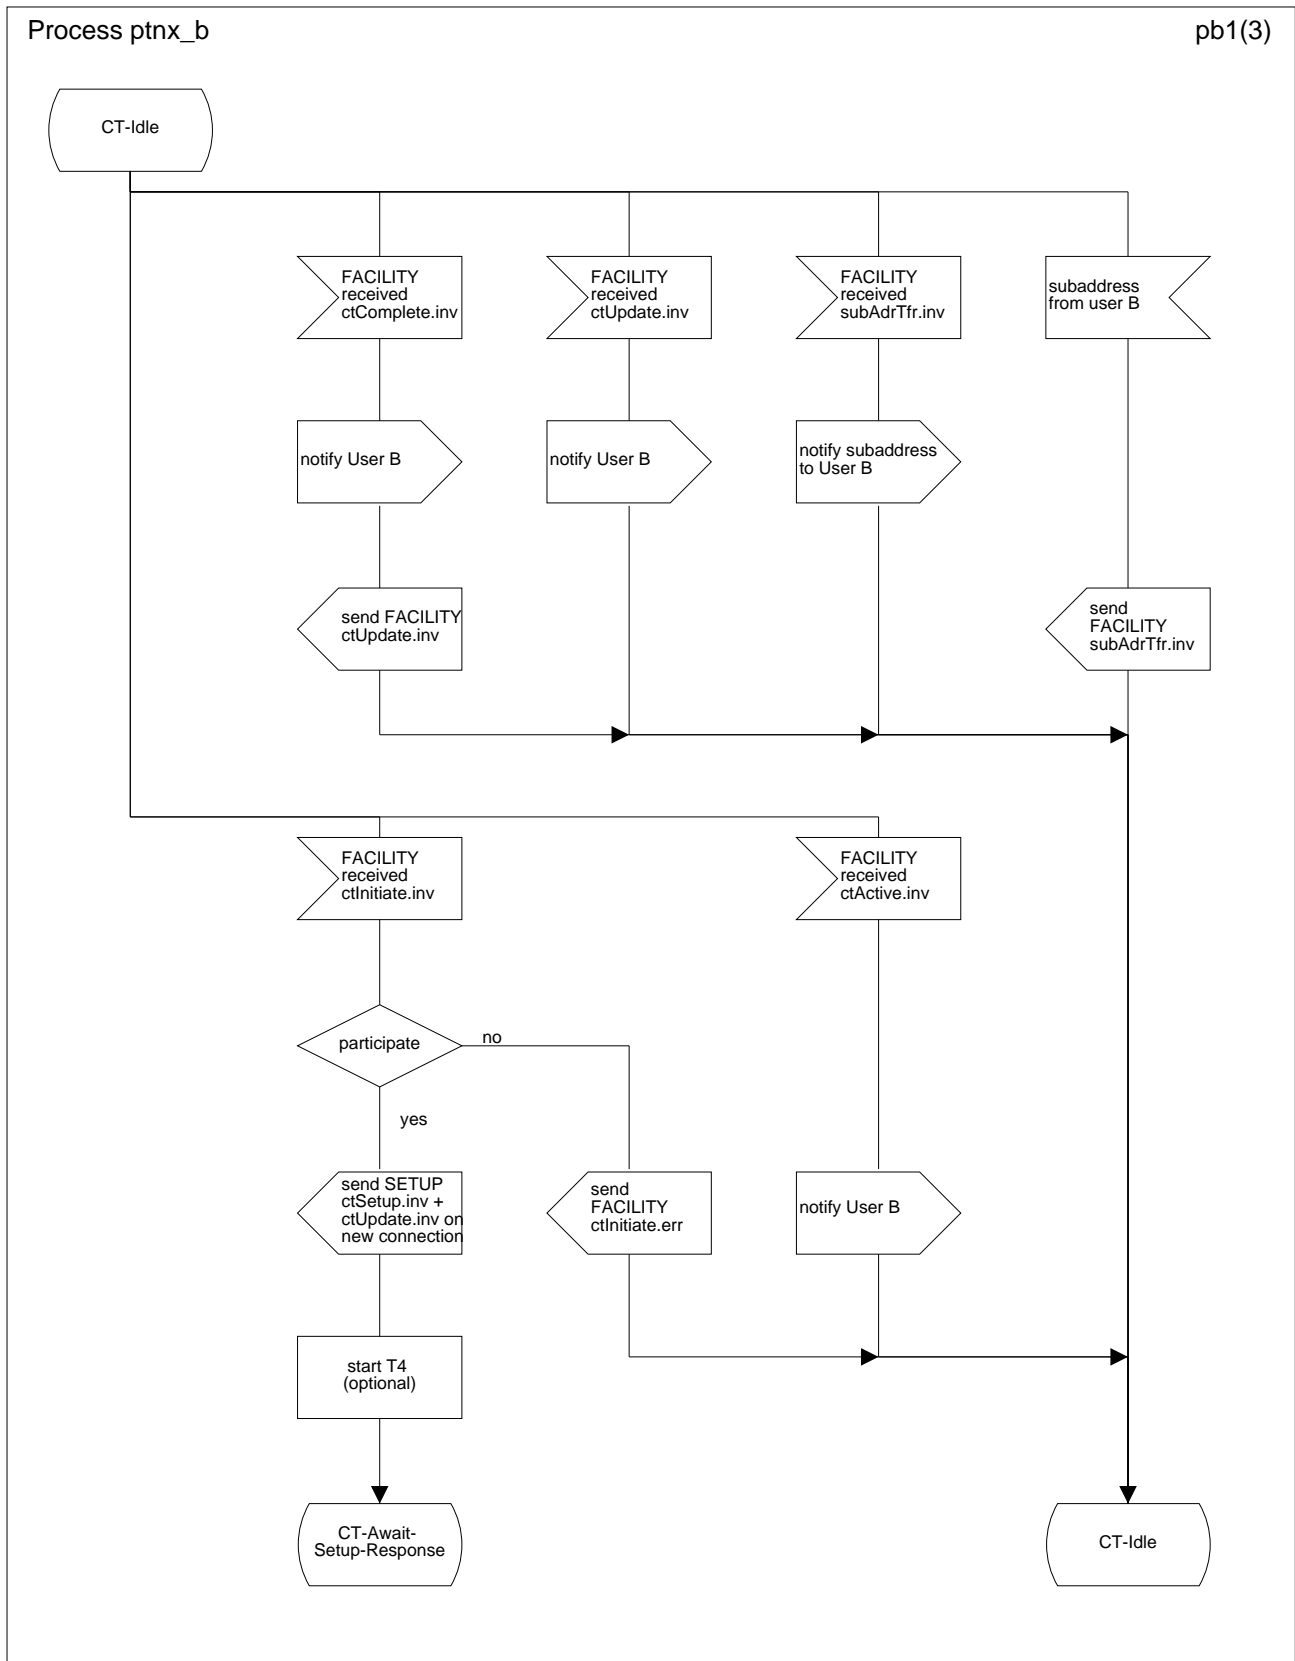 Process ptnx_b
pb1(3)
CT-Idle
FACILITY
received
ctComplete.inv
FACILITY
received
ctUpdate.inv
FACILITY
received
subAdrTfr.inv
subaddress
from user B
notify User B
notify User B
notify subaddress
to User B
send FACILITY
ctUpdate.inv
send
FACILITY
subAdrTfr.inv
FACILITY
received
ctInitiate.inv
FACILITY
received
ctActive.inv
participate
no
yes
send SETUP
ctSetup.inv +
ctUpdate.inv on
new connection
send
FACILITY
ctInitiate.err
notify User B
start T4
(optional)
CT-Await-
Setup-Response
CT-Idle